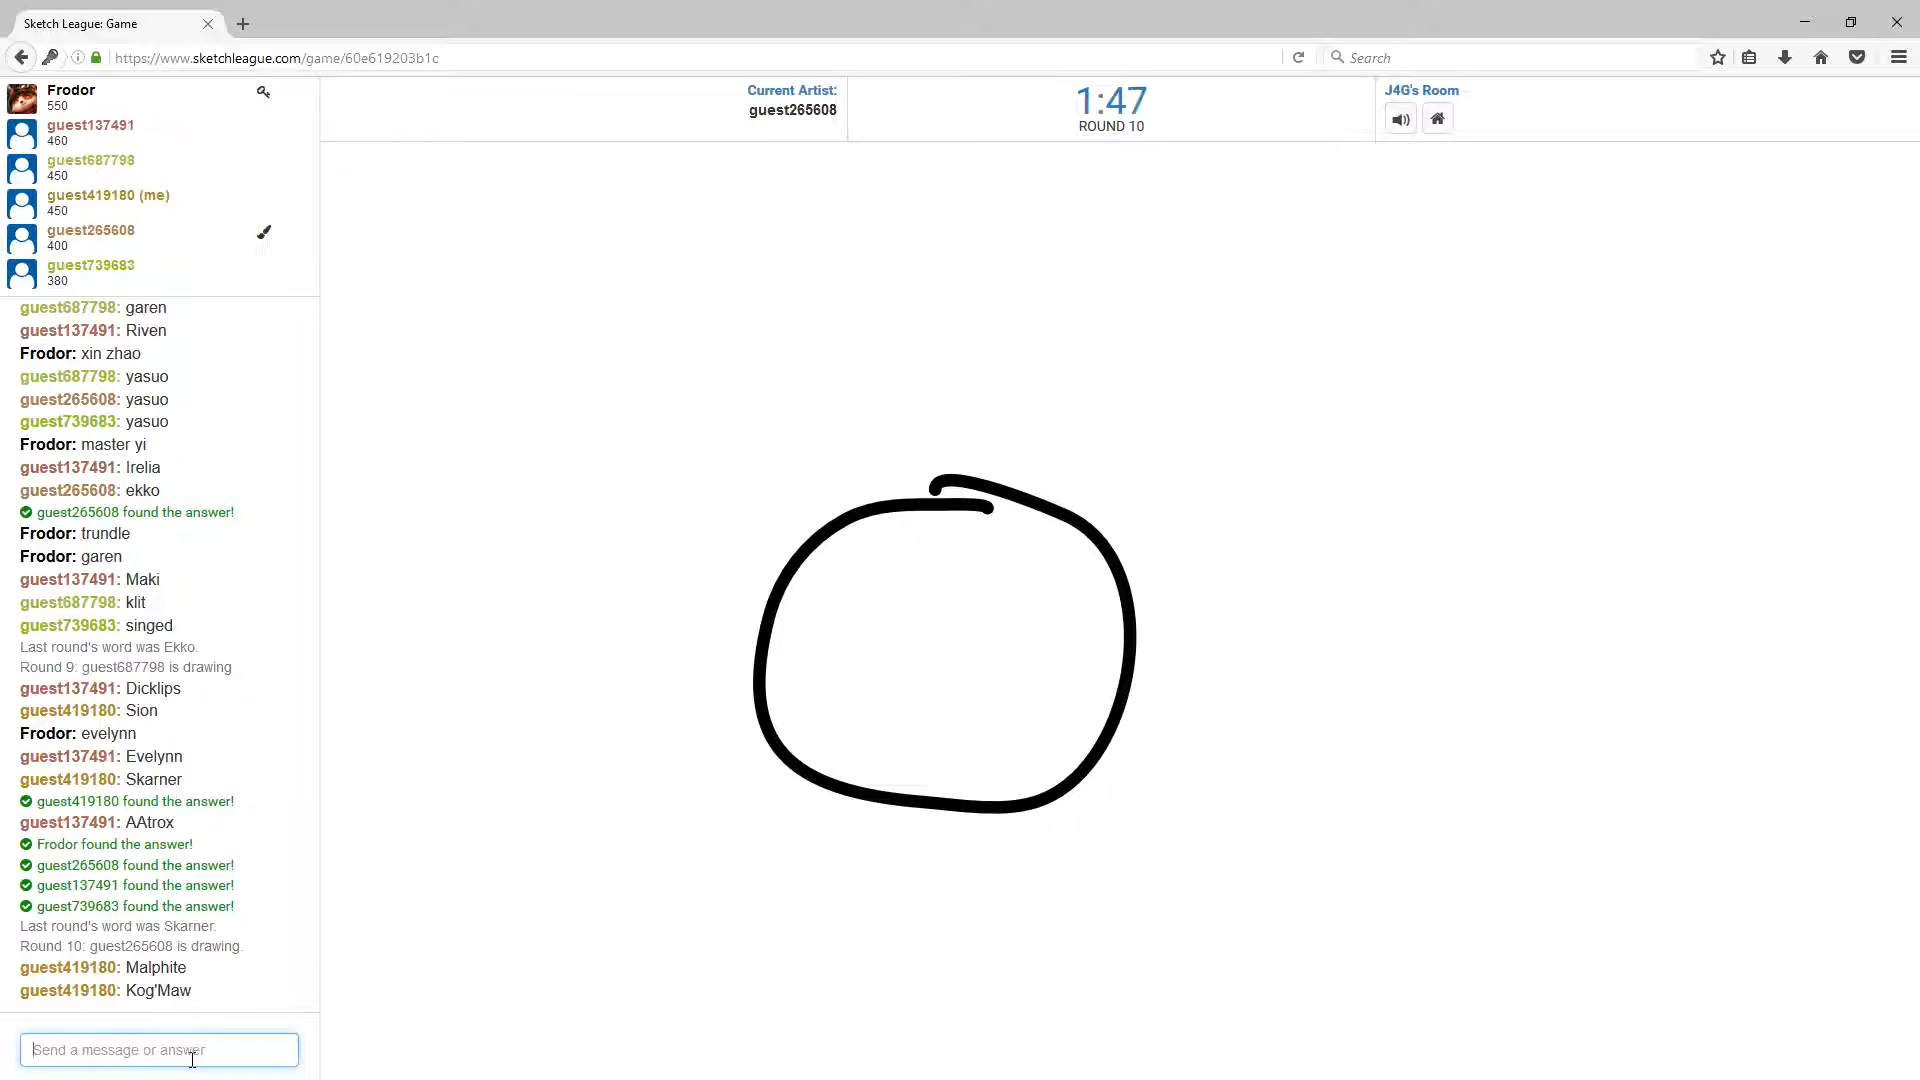 Sketch League: Game
https://www.sketchleague.com/game/60e619203b1c
Search
Frodor
550
guest137491
460
guest687798
450
guest419180 (me)
450
guest265608
400
guest739683
380
Current Artist:
guest265608
1:47
ROUND 10
J4G's Room
guest687798: garen
guest137491: Riven
Frodor: xin zhao
guest687798: yasuo
guest265608: yasuo
guest739683: yasuo
Frodor: master yi
guest137491: Irelia
guest265608: ekko
guest265608 found the answer!
Frodor: trundle
Frodor: garen
guest137491: Maki
guest687798: klit
guest739683: singed
Last round's word was Ekko.
Round 9: guest687798 is drawing
guest137491: Dicklips
guest419180: Sion
Frodor: evelynn
guest137491: Evelynn
guest419180: Skarner
guest419180 found the answer!
guest137491: AAtrox
Frodor found the answer!
guest265608 found the answer!
guest137491 found the answer!
guest739683 found the answer!
Last round's word was Skarner.
Round 10: guest265608 is drawing.
guest419180: Malphite
guest419180: Kog'Maw
Send a message or answer